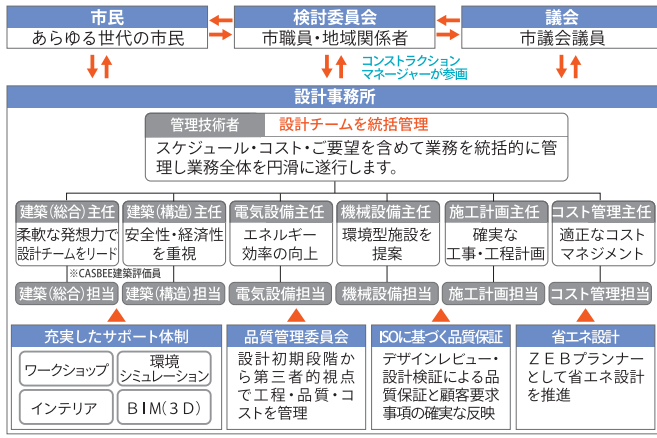 市民
あらゆる世代の市民
検討委員会
市職員・地域関係者
議会
市議会議員
コンストラクション
マネージャーが参画
設計事務所
管理技術者
設計チームを統括管理
スケジュール・コスト・ご要望を含めて業務を統括的に管
理し業務全体を円滑に遂行します。
建築(総合)主任
柔軟な発想力で
設計チームをリード
※CASBEE建築評価員
建築(構造)主任
安全性・経済性
を重視
電気設備主任
エネルギー
効率の向上
機械設備主任
環境型施設を
提案
施工計画主任
確実な
工事・工程計画
コスト管理主任
適正なコスト
マネジメント
建築(総合)担当
建築(構造)担当
電気設備担当
機械設備担当
施工計画担当
コスト管理担当
充実したサポート体制
ワークショップ
環境
シミュレーション
インテリア
BIM(3D)
品質管理委員会
設計初期段階か
ら第三者的視点
で工程・品質・コ
ストを管理
ISOに基づく品質保証
デザインレビュー・
設計検証による品
質保証と顧客要求
事項の確実な反映
省エネ設計
ZEBプランナー
として省エネ設計
を推進